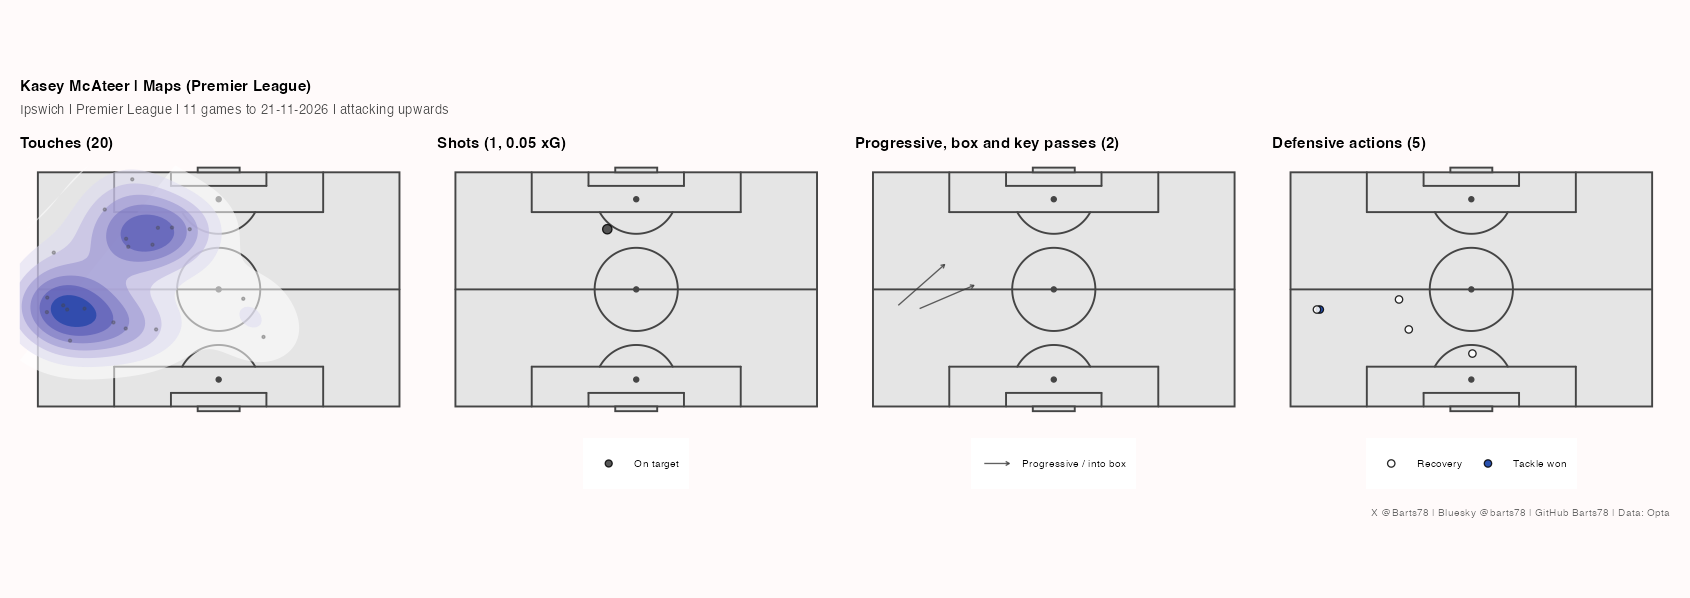 Kasey McAteer | Maps (Premier League)
Ipswich | Premier League | 11 games to 21-11-2026 | attacking upwards
Touches (20)
Shots (1, 0.05 xG)
Progressive, box and key passes (2)
Defensive actions (5)
On target
Progressive / into box
Recovery
Tackle won
X @Barts78 | Bluesky @barts78 | GitHub Barts78 | Data: Opta